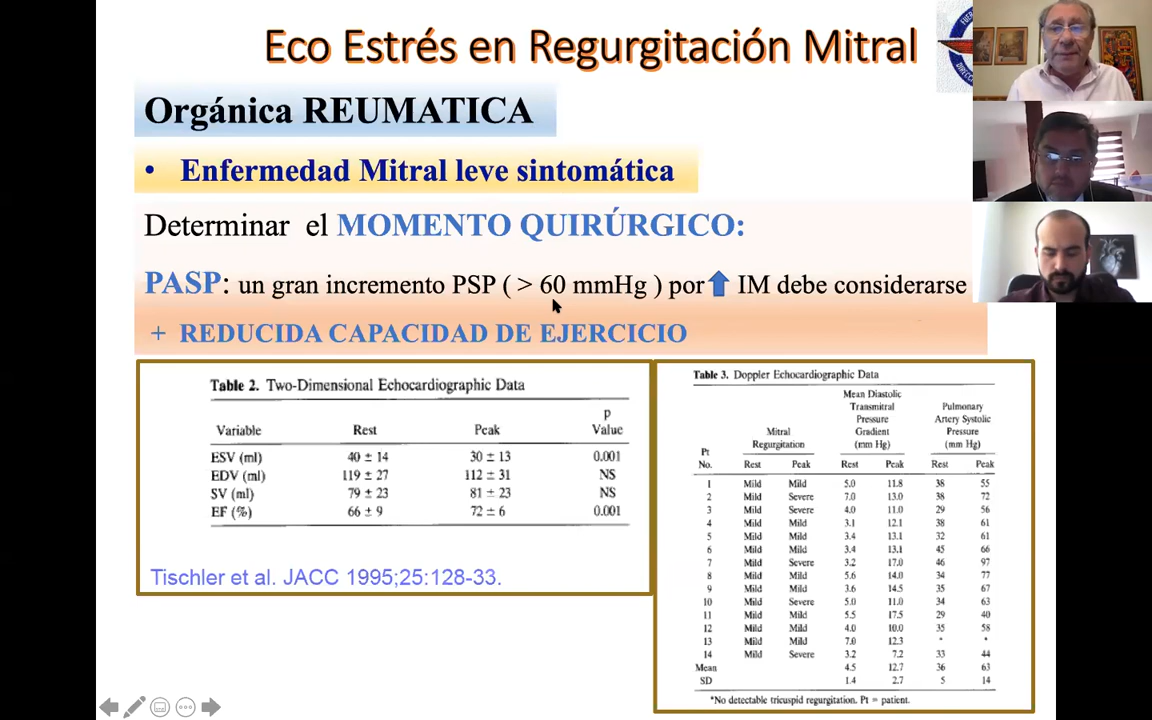 Eco Estrés en Regurgitación Mitral
Orgánica REUMATICA
• Enfermedad Mitral leve sintomática
Determinar el MOMENTO QUIRÚRGICO:
PASP: un gran incremento PSP ( > 60 mmHg ) por IM debe considerarse
+ REDUCIDA CAPACIDAD DE EJERCICIO
Table 2. Two-Dimensional Echocardiographic Data
Variable Rest Peak p Value
ESV (ml) 40 ± 14 30 ± 13 0.001
EDV (ml) 119 ± 27 112 ± 31 NS
SV (ml) 79 ± 23 81 ± 23 NS
EF (%) 66 ± 9 72 ± 6 0.001
Tischler et al. JACC 1995;25:128-33.
Table 3. Doppler Echocardiographic Data
Mean Diastolic
Transmitral Pulmonary
Pressure Artery Systolic
Mitral Gradient Pressure
Regurgitation (mm Hg) (mm Hg)
Pt
No. Rest Peak Rest Peak Rest Peak
1 Mild Mild 5.0 11.8 38 55
2 Mild Severe 7.0 13.0 38 72
3 Mild Severe 4.0 11.0 29 56
4 Mild Mild 3.1 12.1 38 61
5 Mild Mild 3.4 13.1 32 61
6 Mild Mild 3.4 13.1 45 66
7 Mild Severe 3.2 17.0 46 97
8 Mild Mild 5.6 14.0 34 77
9 Mild Mild 3.6 14.5 35 67
10 Mild Severe 5.0 11.0 34 63
11 Mild Mild 5.5 17.5 29 40
12 Mild Mild 4.0 10.0 35 58
13 Mild Mild 7.0 12.3 * *
14 Mild Severe 3.2 7.2 33 44
Mean 4.5 12.7 36 63
SD 1.4 2.7 5 14
*No detectable tricuspid regurgitation. Pt = patient.